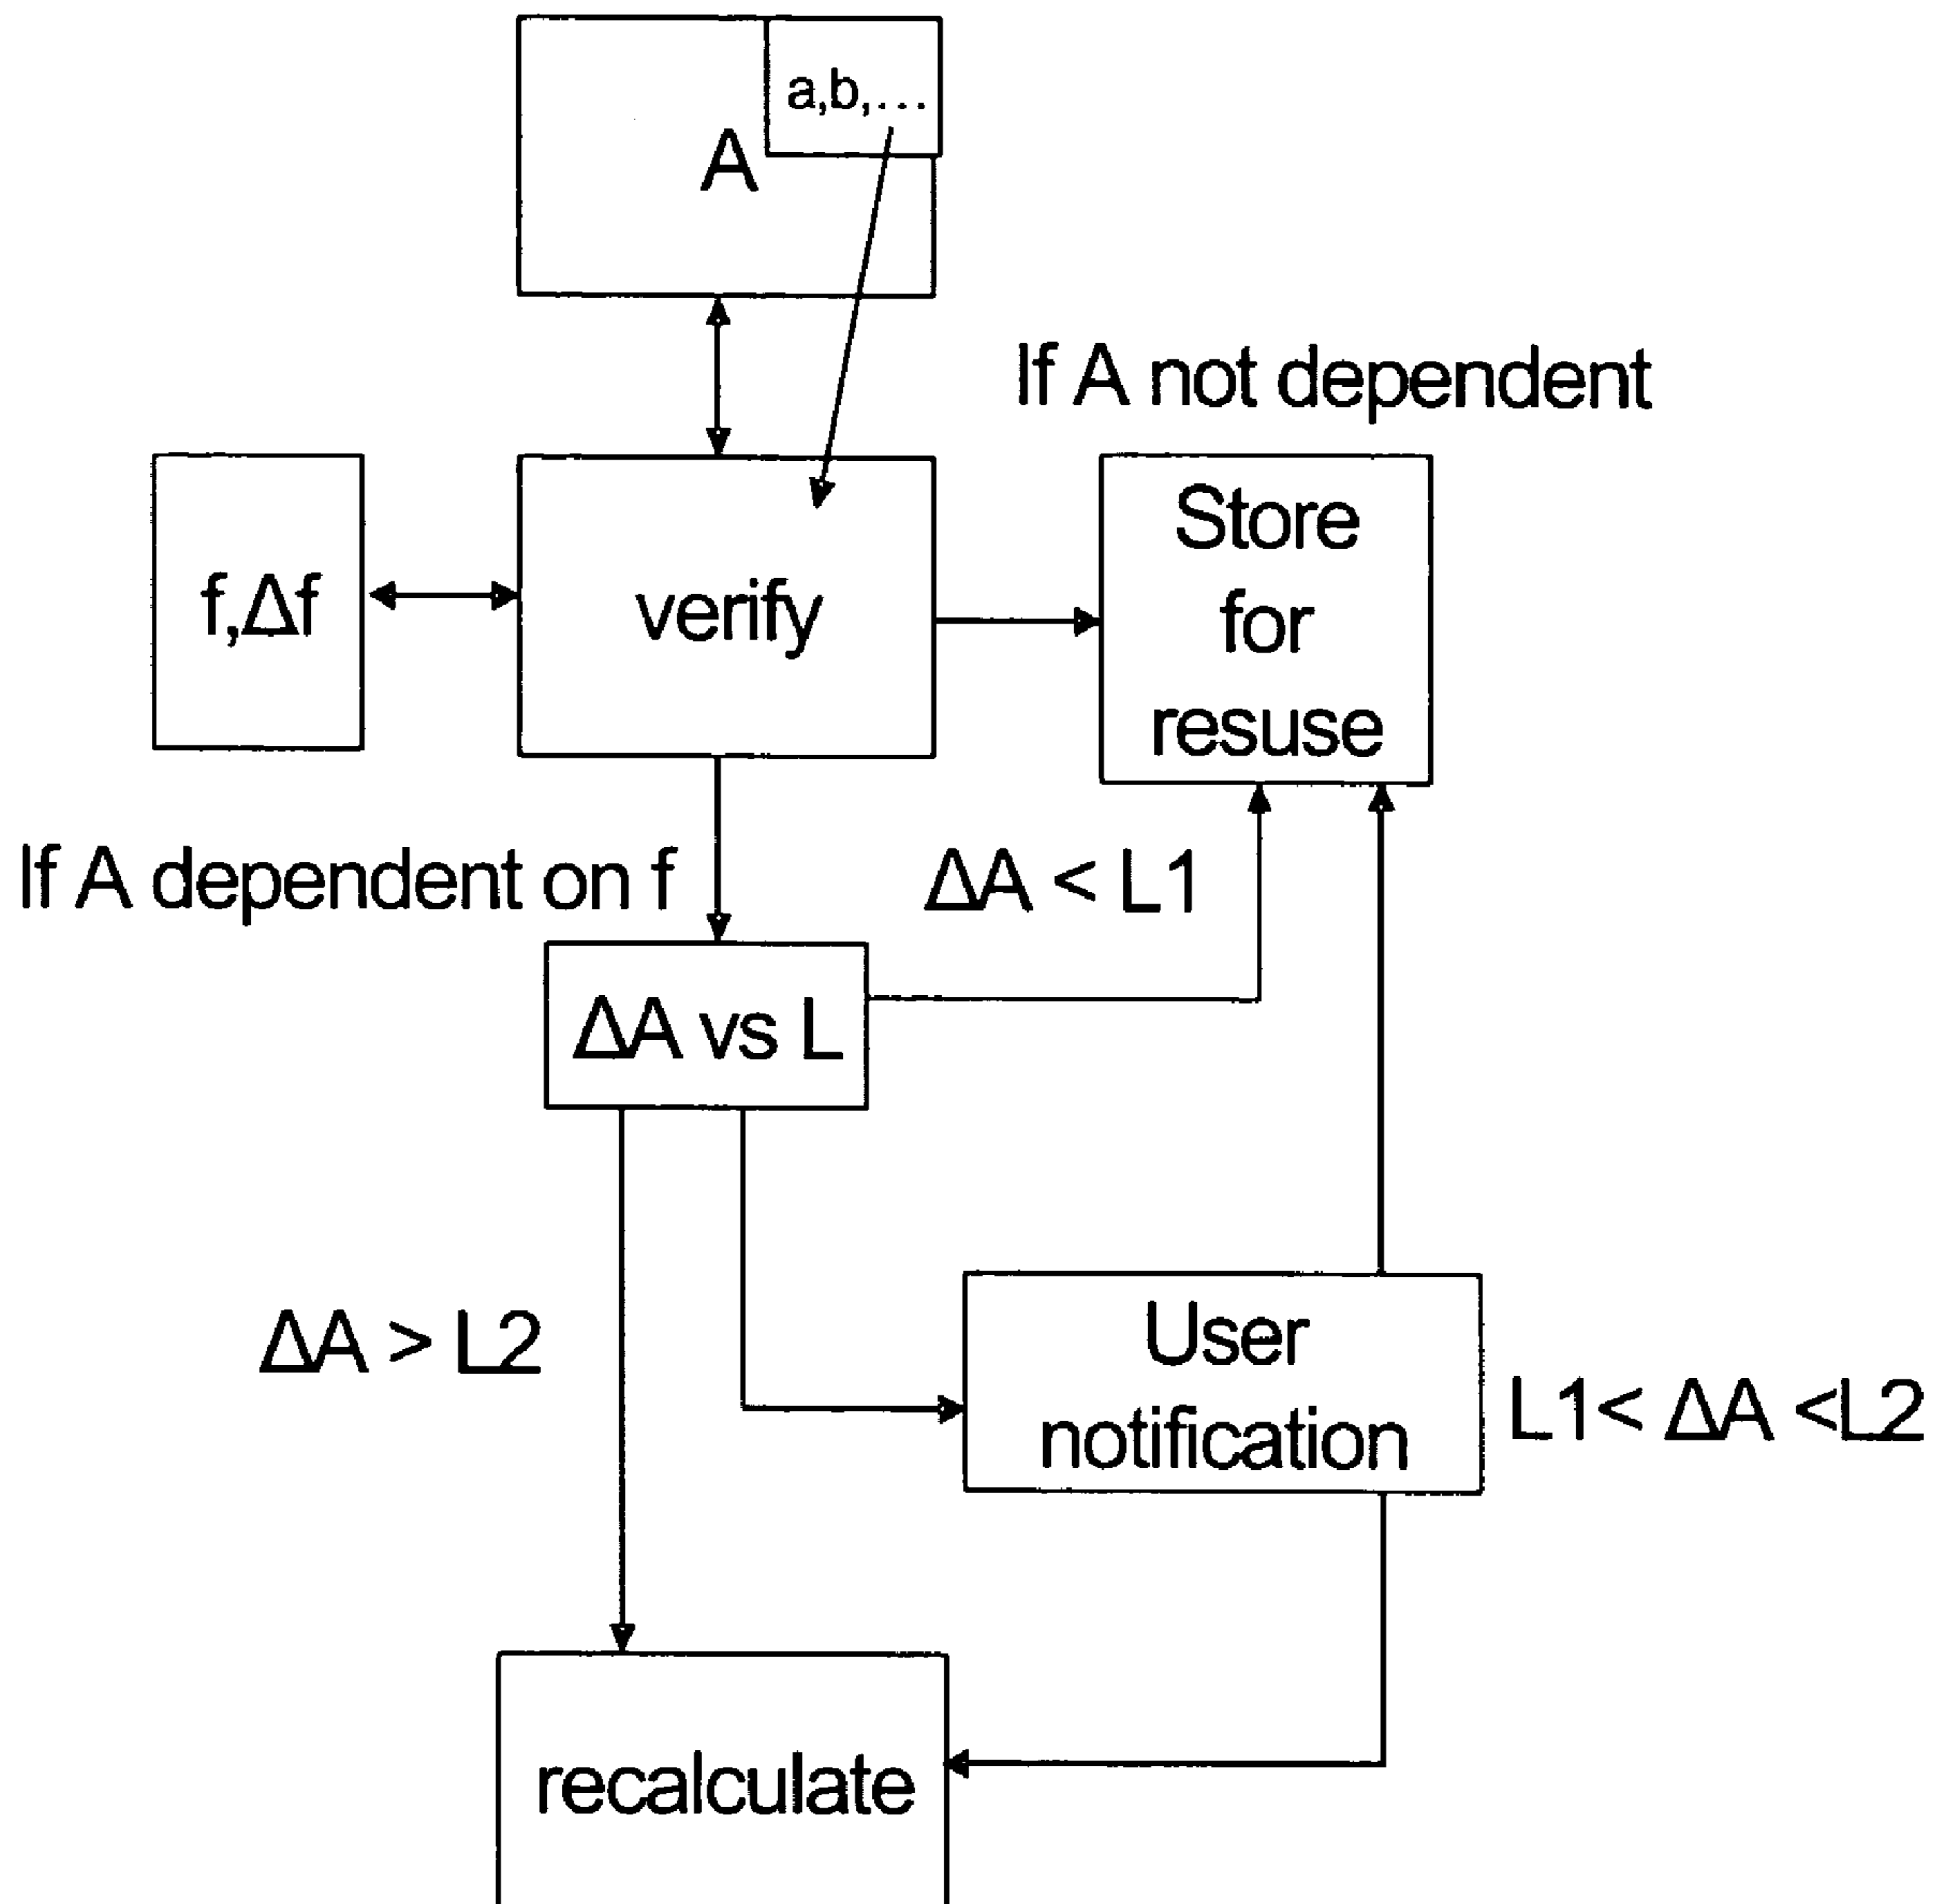 a,b,...
A
If A not dependent
f,Δf
verify
Store
for
resuse
If A dependent on f
ΔA < L1
ΔA vs L
ΔA > L2
User
notification
L1< ΔA <L2
recalculate